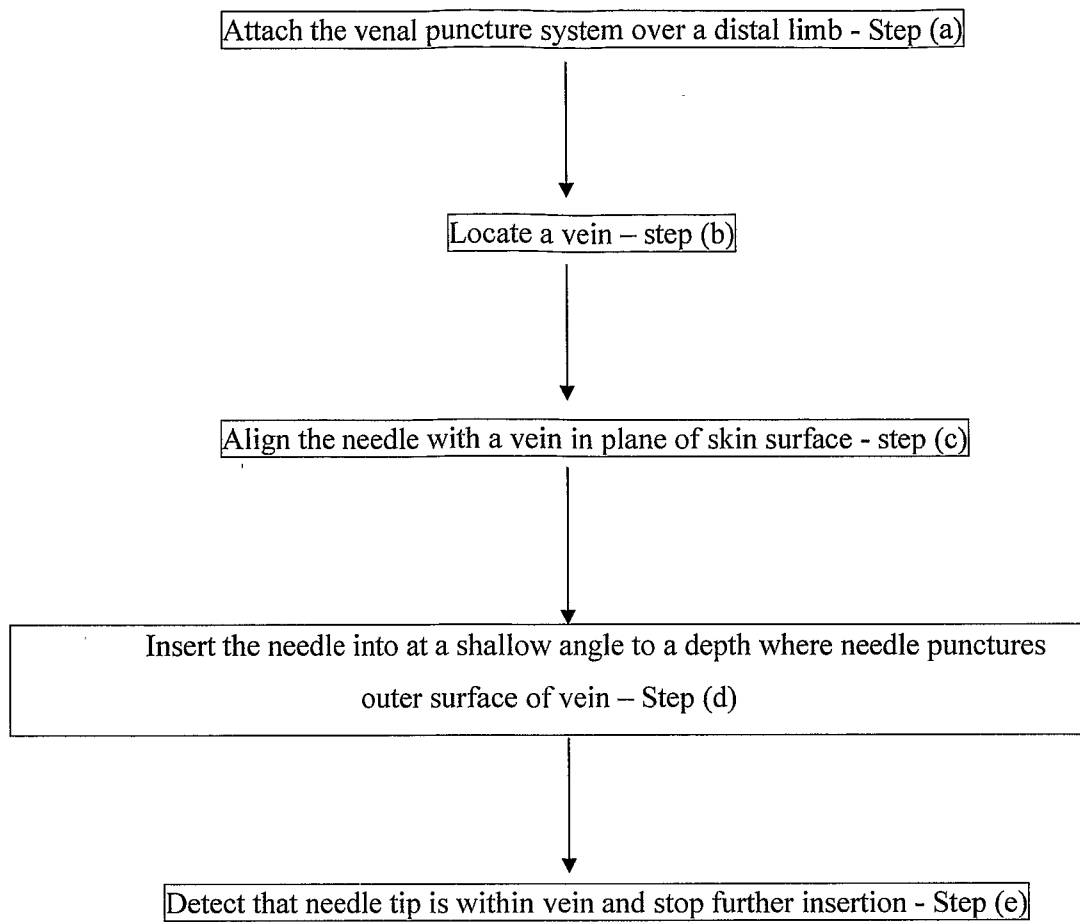 Attach the venal puncture system over a distal limb - Step (a)
Locate a vein – step (b)
Align the needle with a vein in plane of skin surface - step (c)
Insert the needle into at a shallow angle to a depth where needle punctures
outer surface of vein – Step (d)
Detect that needle tip is within vein and stop further insertion - Step (e)